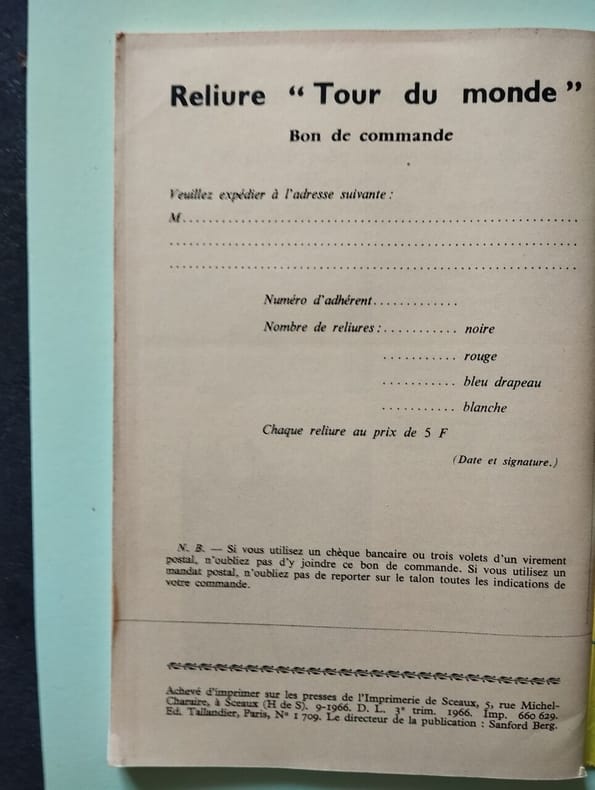 Reliure “ Tour du monde ”
Bon de commande
Veuillez expédier à l'adresse suivante :
M..........................................................
..........................................................
..........................................................
Numéro d'adhérent.............
Nombre de reliures :........... noire
........... rouge
........... bleu drapeau
........... blanche
Chaque reliure au prix de 5 F
(Date et signature.)
N. B. — Si vous utilisez un chèque bancaire ou trois volets d'un virement
postal, n'oubliez pas d'y joindre ce bon de commande. Si vous utilisez un
mandat postal, n'oubliez pas de reporter sur le talon toutes les indications de
votre commande.
Achevé d'imprimer sur les presses de l'Imprimerie de Sceaux, 5, rue Michel-
Charaire, à Sceaux (H de S). 9-1966. D. L. 3e trim. 1966. Imp. 660 629.
Ed. Tallandier, Paris, N° 1 709. Le directeur de la publication : Sanford Berg.